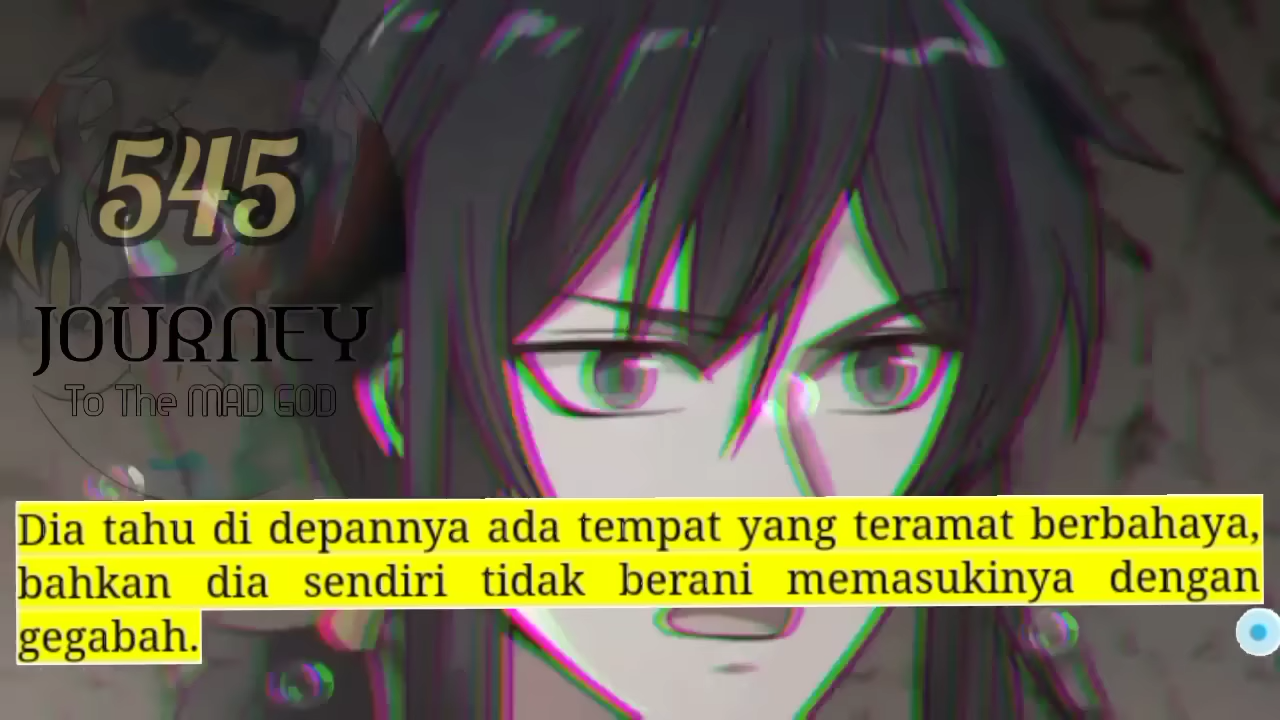 545
JOURNEY
To The MAD GOD
Dia tahu di depannya ada tempat yang teramat berbahaya,
bahkan dia sendiri tidak berani memasukinya dengan
gegabah.